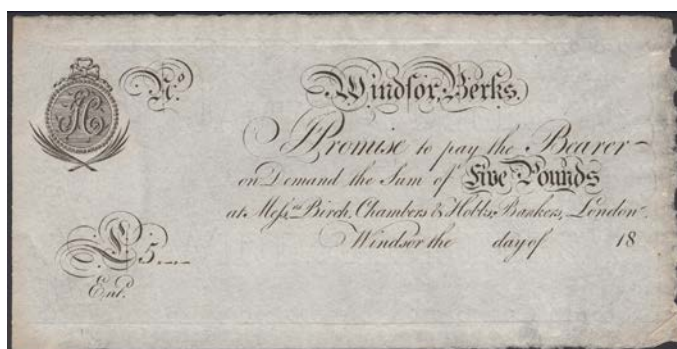 No.
Windsor, Berks.
I Promise to pay the Bearer
on Demand the Sum of Five Pounds
at Messrs. Birch, Chambers & Hobbs, Bankers, London.
Windsor the day of 18
£5
Ent.